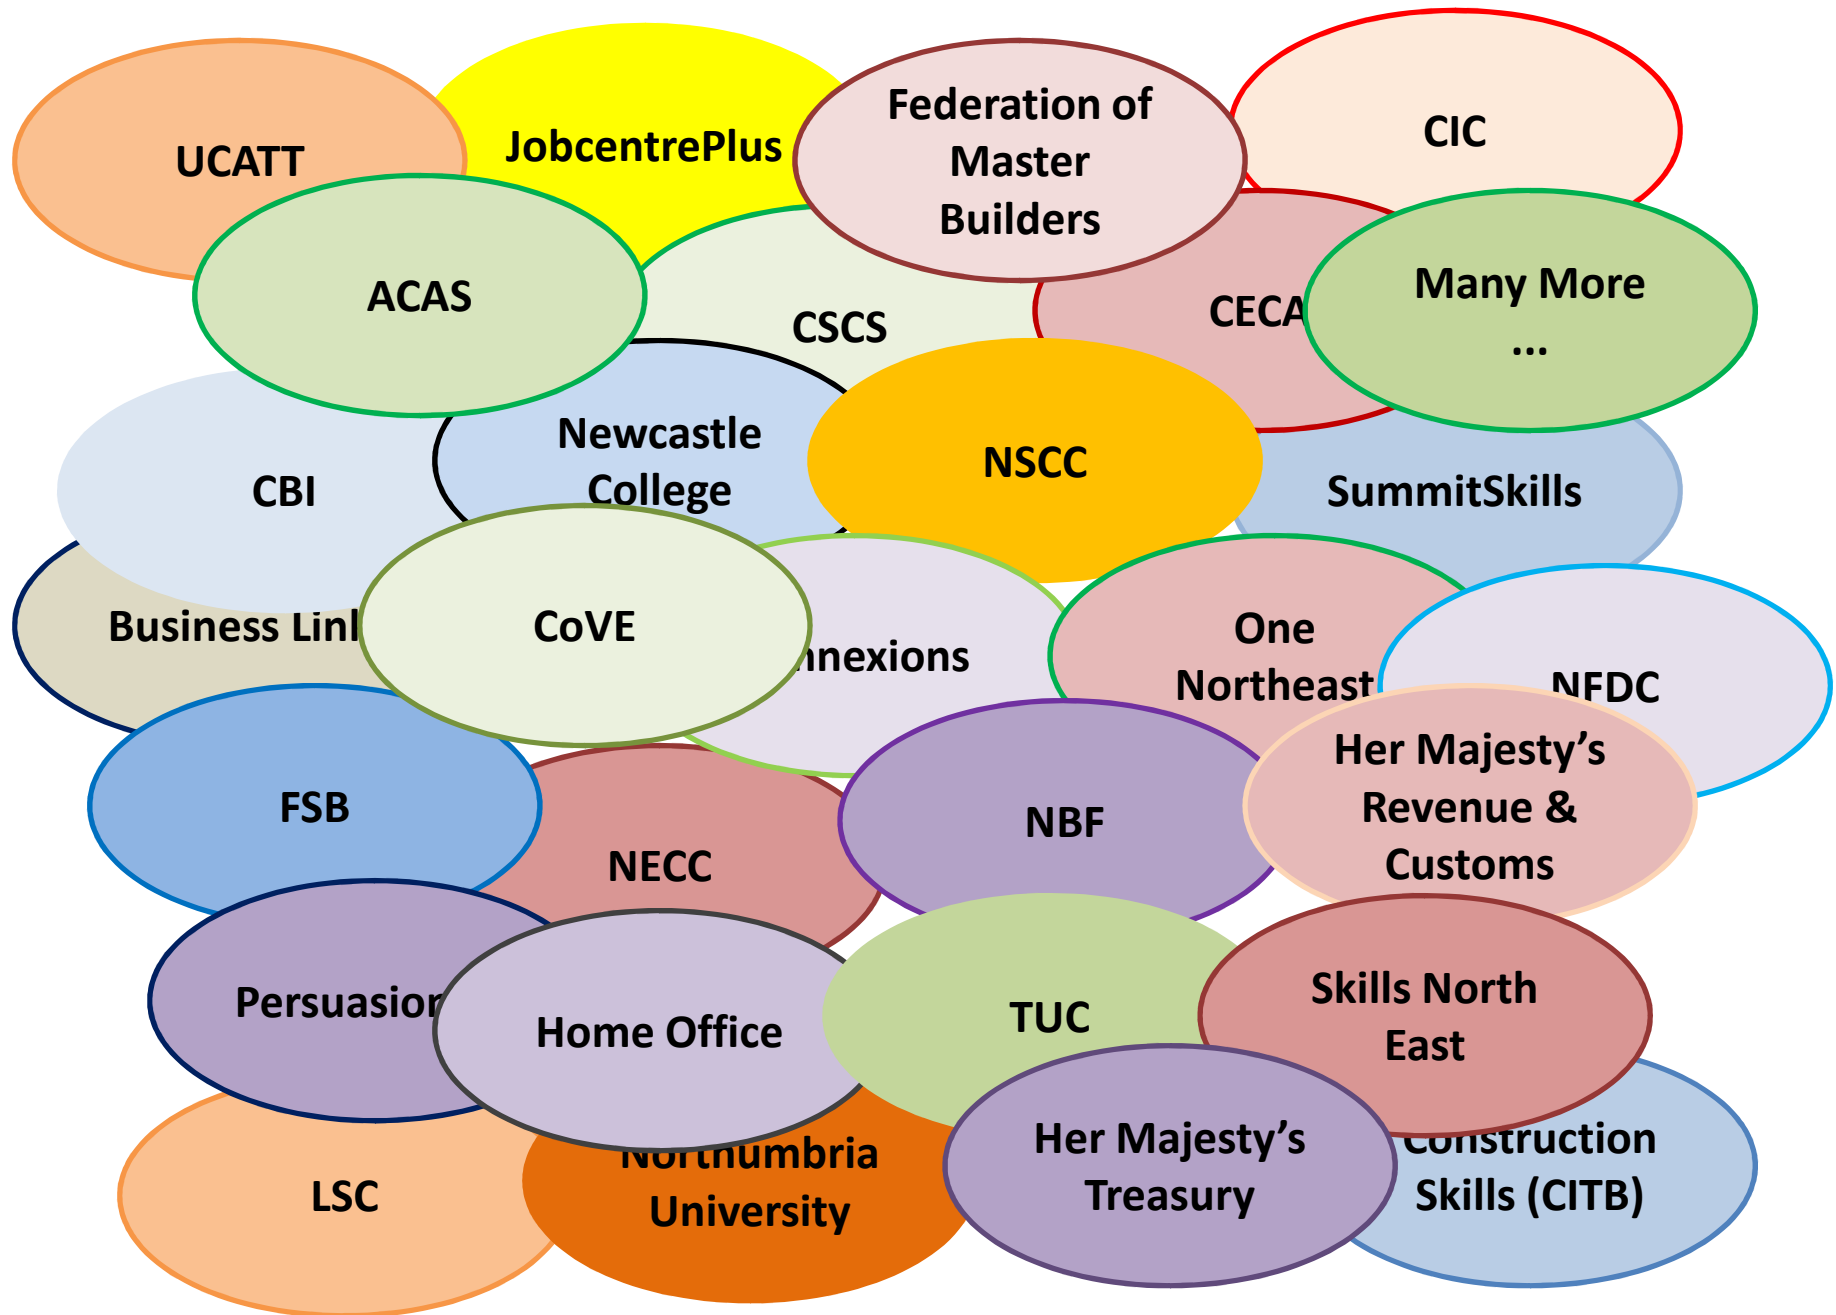 UCATT
JobcentrePlus
Federation of
Master
Builders
CIC
ACAS
CSCS
CECA
Many More
...
CBI
Newcastle
College
NSCC
SummitSkills
Business Link
CoVE
nnexions
One
Northeast
NFDC
FSB
NECC
NBF
Her Majesty’s
Revenue &
Customs
Persuasion
Home Office
TUC
Skills North
East
LSC
Northumbria
University
Her Majesty’s
Treasury
Construction
Skills (CITB)